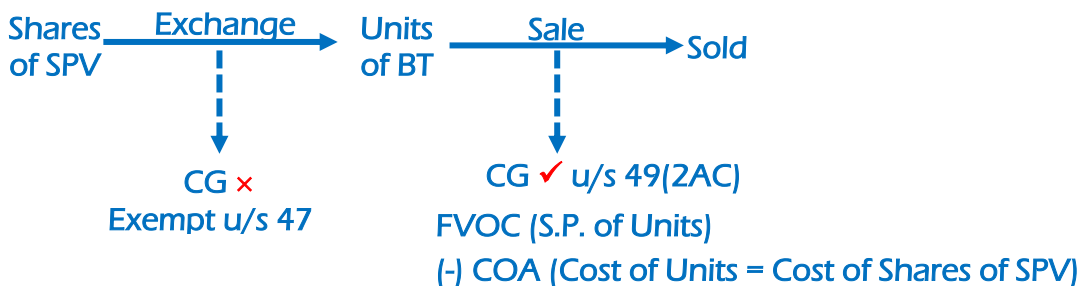 Shares of SPV
Exchange
Units of BT
Sale
Sold
CG ×
Exempt u/s 47
CG ✓ u/s 49(2AC)
FVOC (S.P. of Units)
(-) COA (Cost of Units = Cost of Shares of SPV)